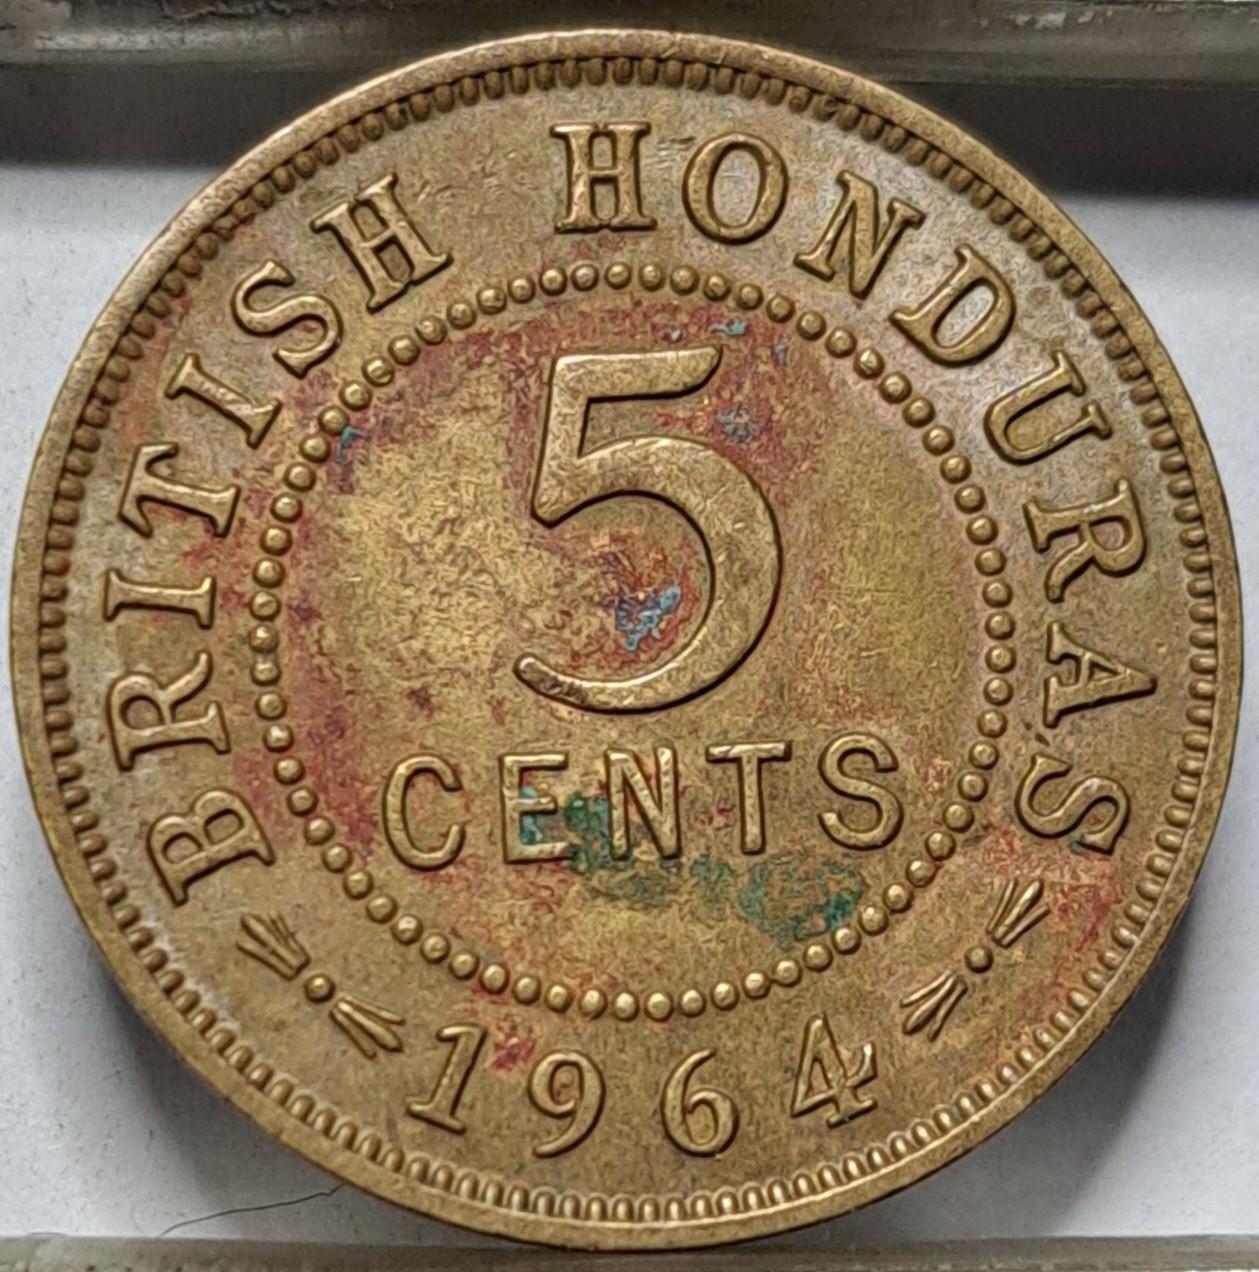 BRITISH HONDURAS
5
CENTS
1964